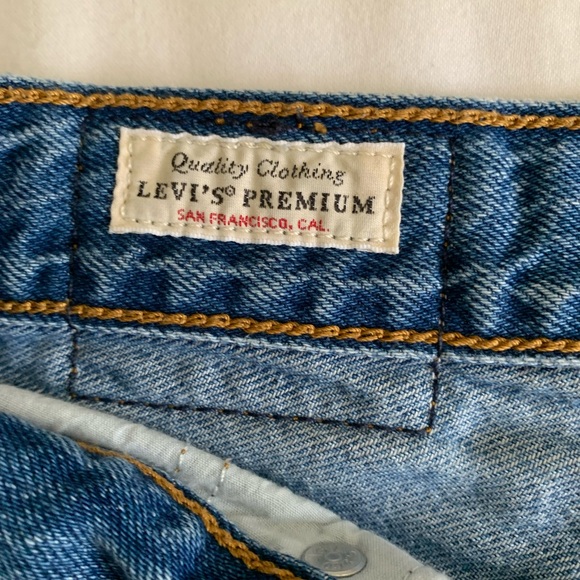 Quality Clothing
LEVI'S® PREMIUM
SAN FRANCISCO, CAL.